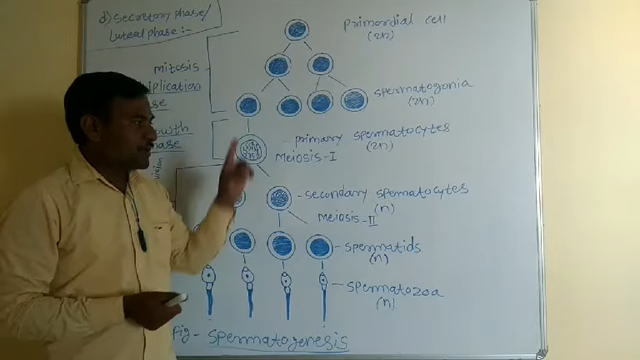 d) Secretory phase/
Luteal phase :-
primordial cell
(2n)
mitosis
spermatogonia
(2n)
primary spermatocytes
(2n)
Meiosis-I
secondary spermatocytes
(n)
Meiosis-II
spermatids
(n)
spermatozoa
(n)
Fig- Spermatogenesis